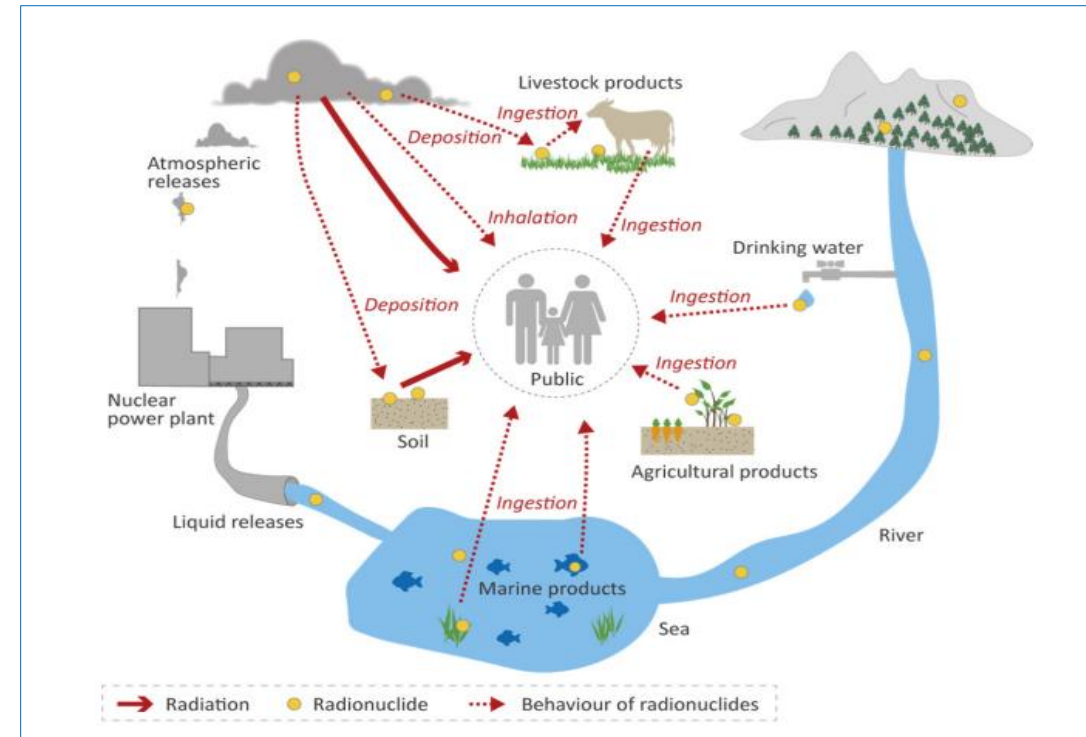 Livestock products
Ingestion
Deposition
Atmospheric
releases
Inhalation
Ingestion
Drinking water
Ingestion
Deposition
Ingestion
Public
Nuclear
power plant
Soil
Agricultural products
Ingestion
Liquid releases
River
Marine products
Sea
Radiation
Radionuclide
Behaviour of radionuclides